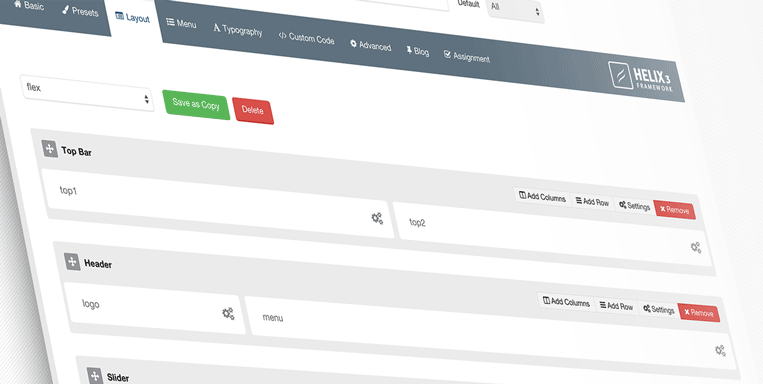 Default All
Basic Presets Layout Menu Typography Custom Code Advanced Blog Assignment
HELIX3
FRAMEWORK
flex Save as Copy Delete
Top Bar
Add Columns Add Row Settings Remove
top1 top2
Header
Add Columns Add Row Settings Remove
logo menu
Slider